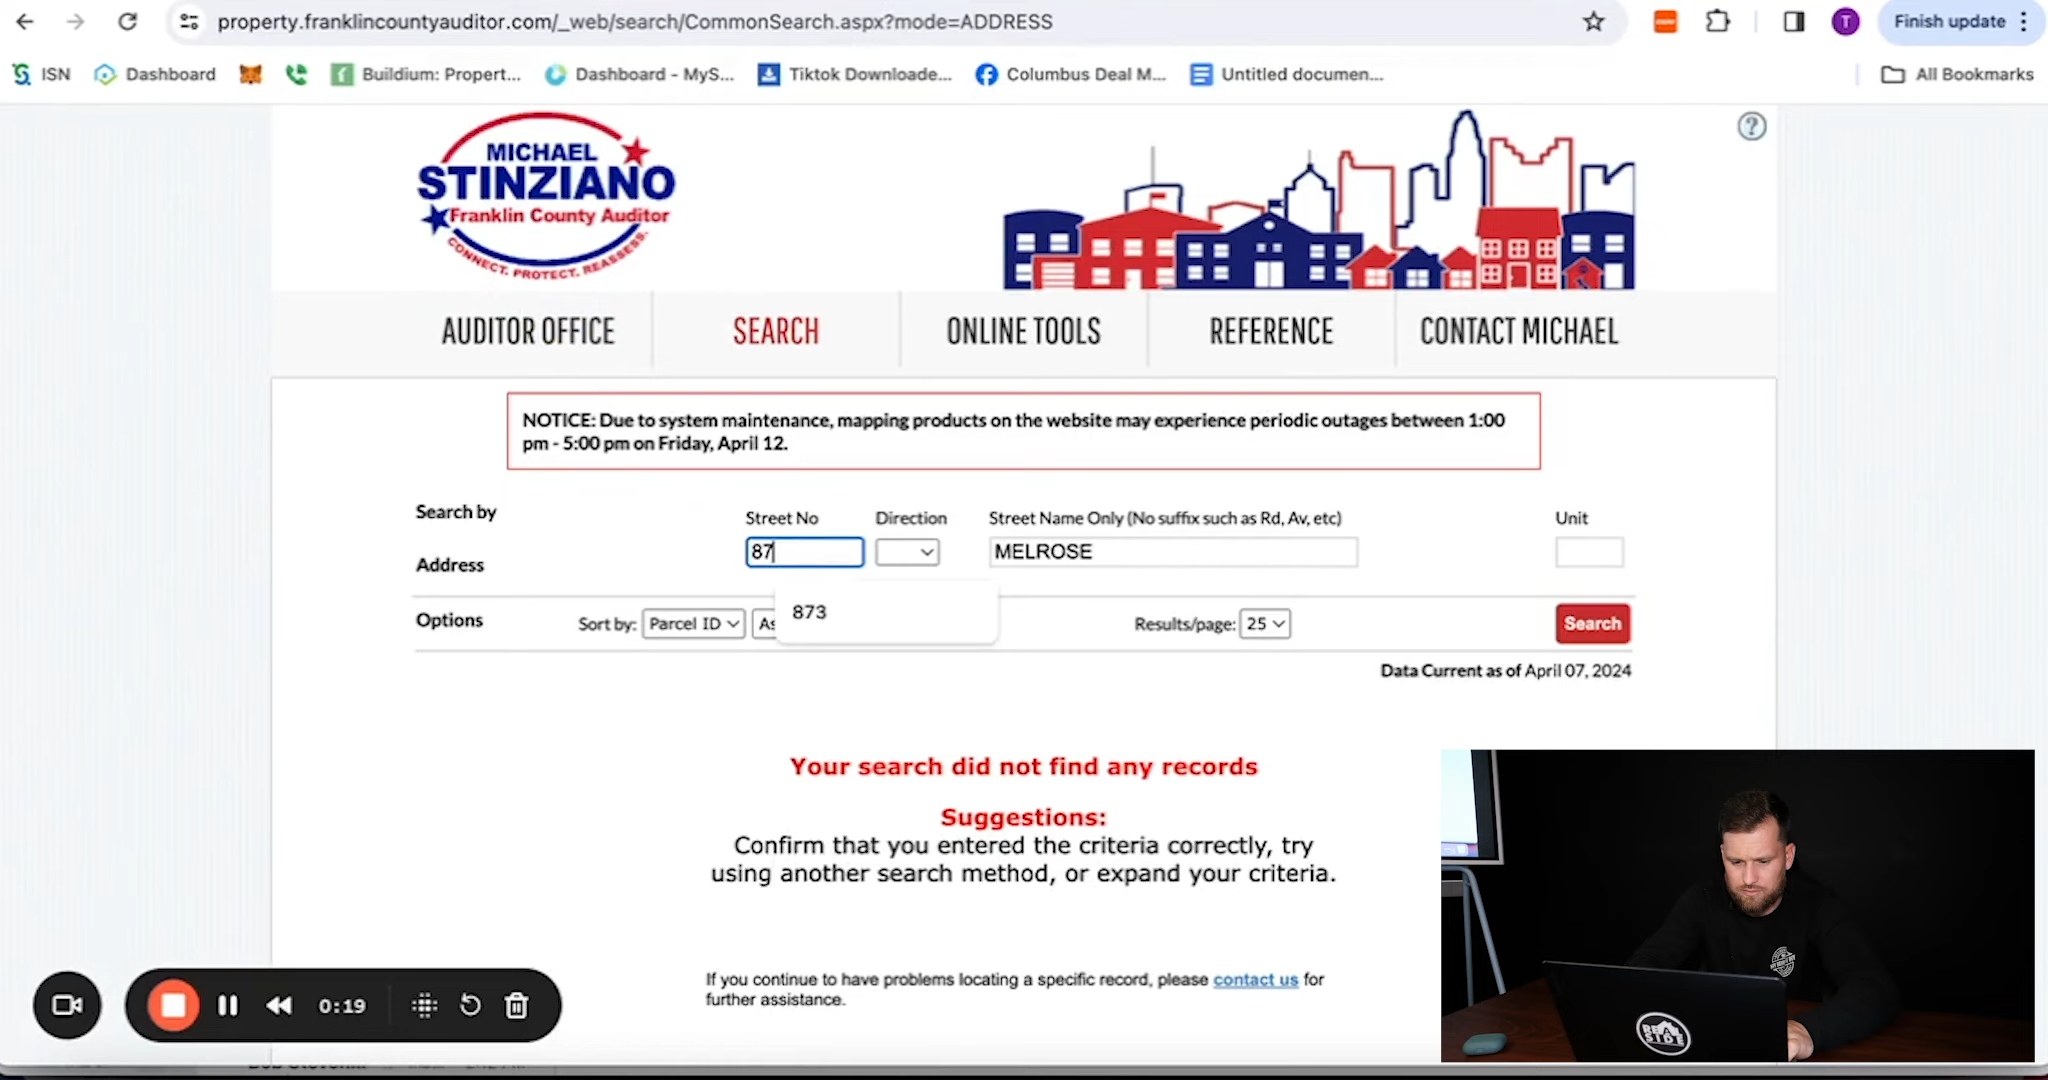 property.franklincountyauditor.com/_web/search/CommonSearch.aspx?mode=ADDRESS
T
Finish update
ISN
Dashboard
Buildium: Propert...
Dashboard - MyS...
Tiktok Downloade...
Columbus Deal M...
Untitled documen...
All Bookmarks
MICHAEL
STINZIANO
Franklin County Auditor
CONNECT. PROTECT. REASSESS.
?
AUDITOR OFFICE
SEARCH
ONLINE TOOLS
REFERENCE
CONTACT MICHAEL
NOTICE: Due to system maintenance, mapping products on the website may experience periodic outages between 1:00
pm - 5:00 pm on Friday, April 12.
Search by
Address
Street No
Direction
Street Name Only (No suffix such as Rd, Av, etc)
Unit
87
MELROSE
873
Options
Sort by:
Parcel ID
As
Results/page:
25
Search
Data Current as of April 07, 2024
Your search did not find any records
Suggestions:
Confirm that you entered the criteria correctly, try
using another search method, or expand your criteria.
If you continue to have problems locating a specific record, please contact us for
further assistance.
0:19
REAL
SIDE